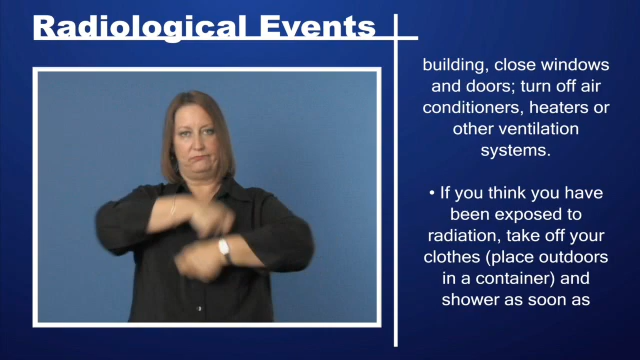 Radiological Events
building, close windows
and doors; turn off air
conditioners, heaters or
other ventilation
systems.
• If you think you have
been exposed to
radiation, take off your
clothes (place outdoors
in a container) and
shower as soon as